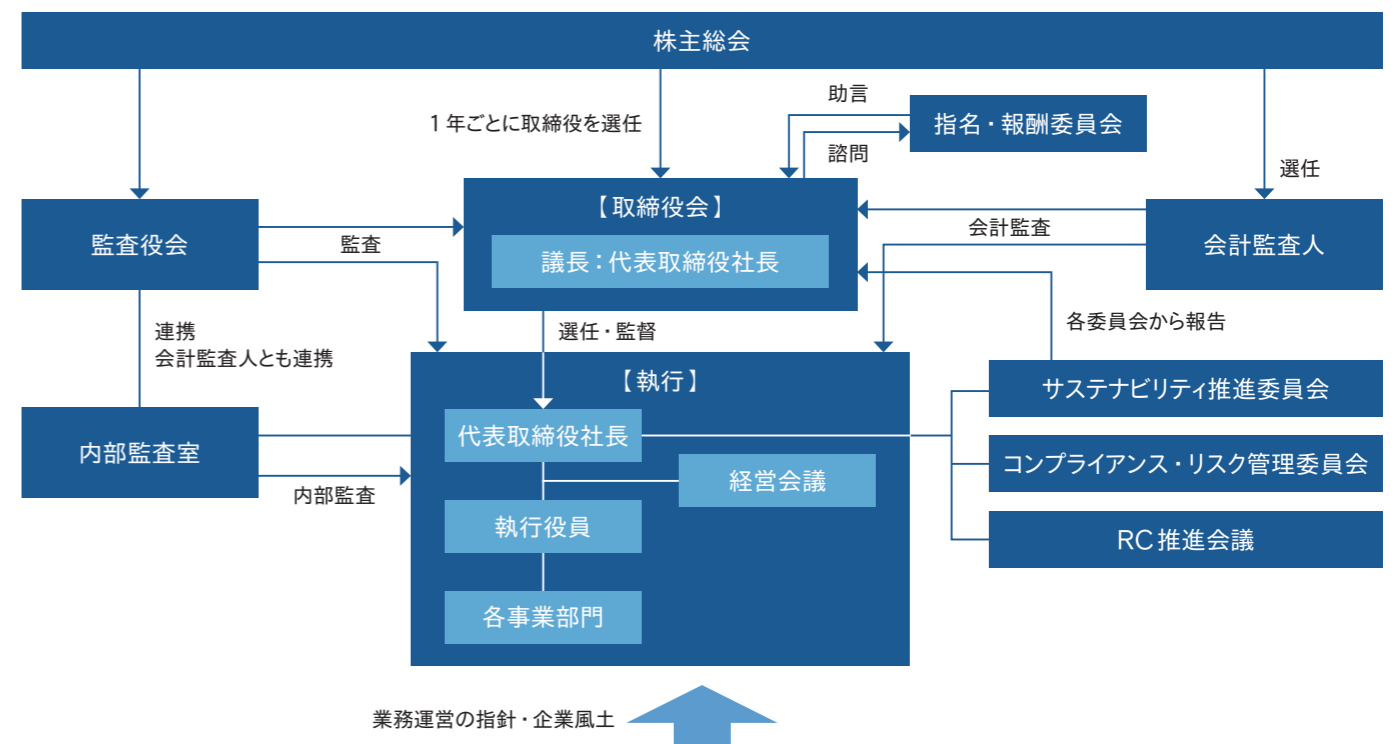 株主総会
助言
指名・報酬委員会
1年ごとに取締役を選任
諮問
選任
【取締役会】
監査役会
監査
議長：代表取締役社長
会計監査
会計監査人
連携
会計監査人とも連携
選任・監督
各委員会から報告
【執行】
サステナビリティ推進委員会
内部監査室
代表取締役社長
コンプライアンス・リスク管理委員会
経営会議
内部監査
執行役員
RC推進会議
各事業部門
業務運営の指針・企業風土